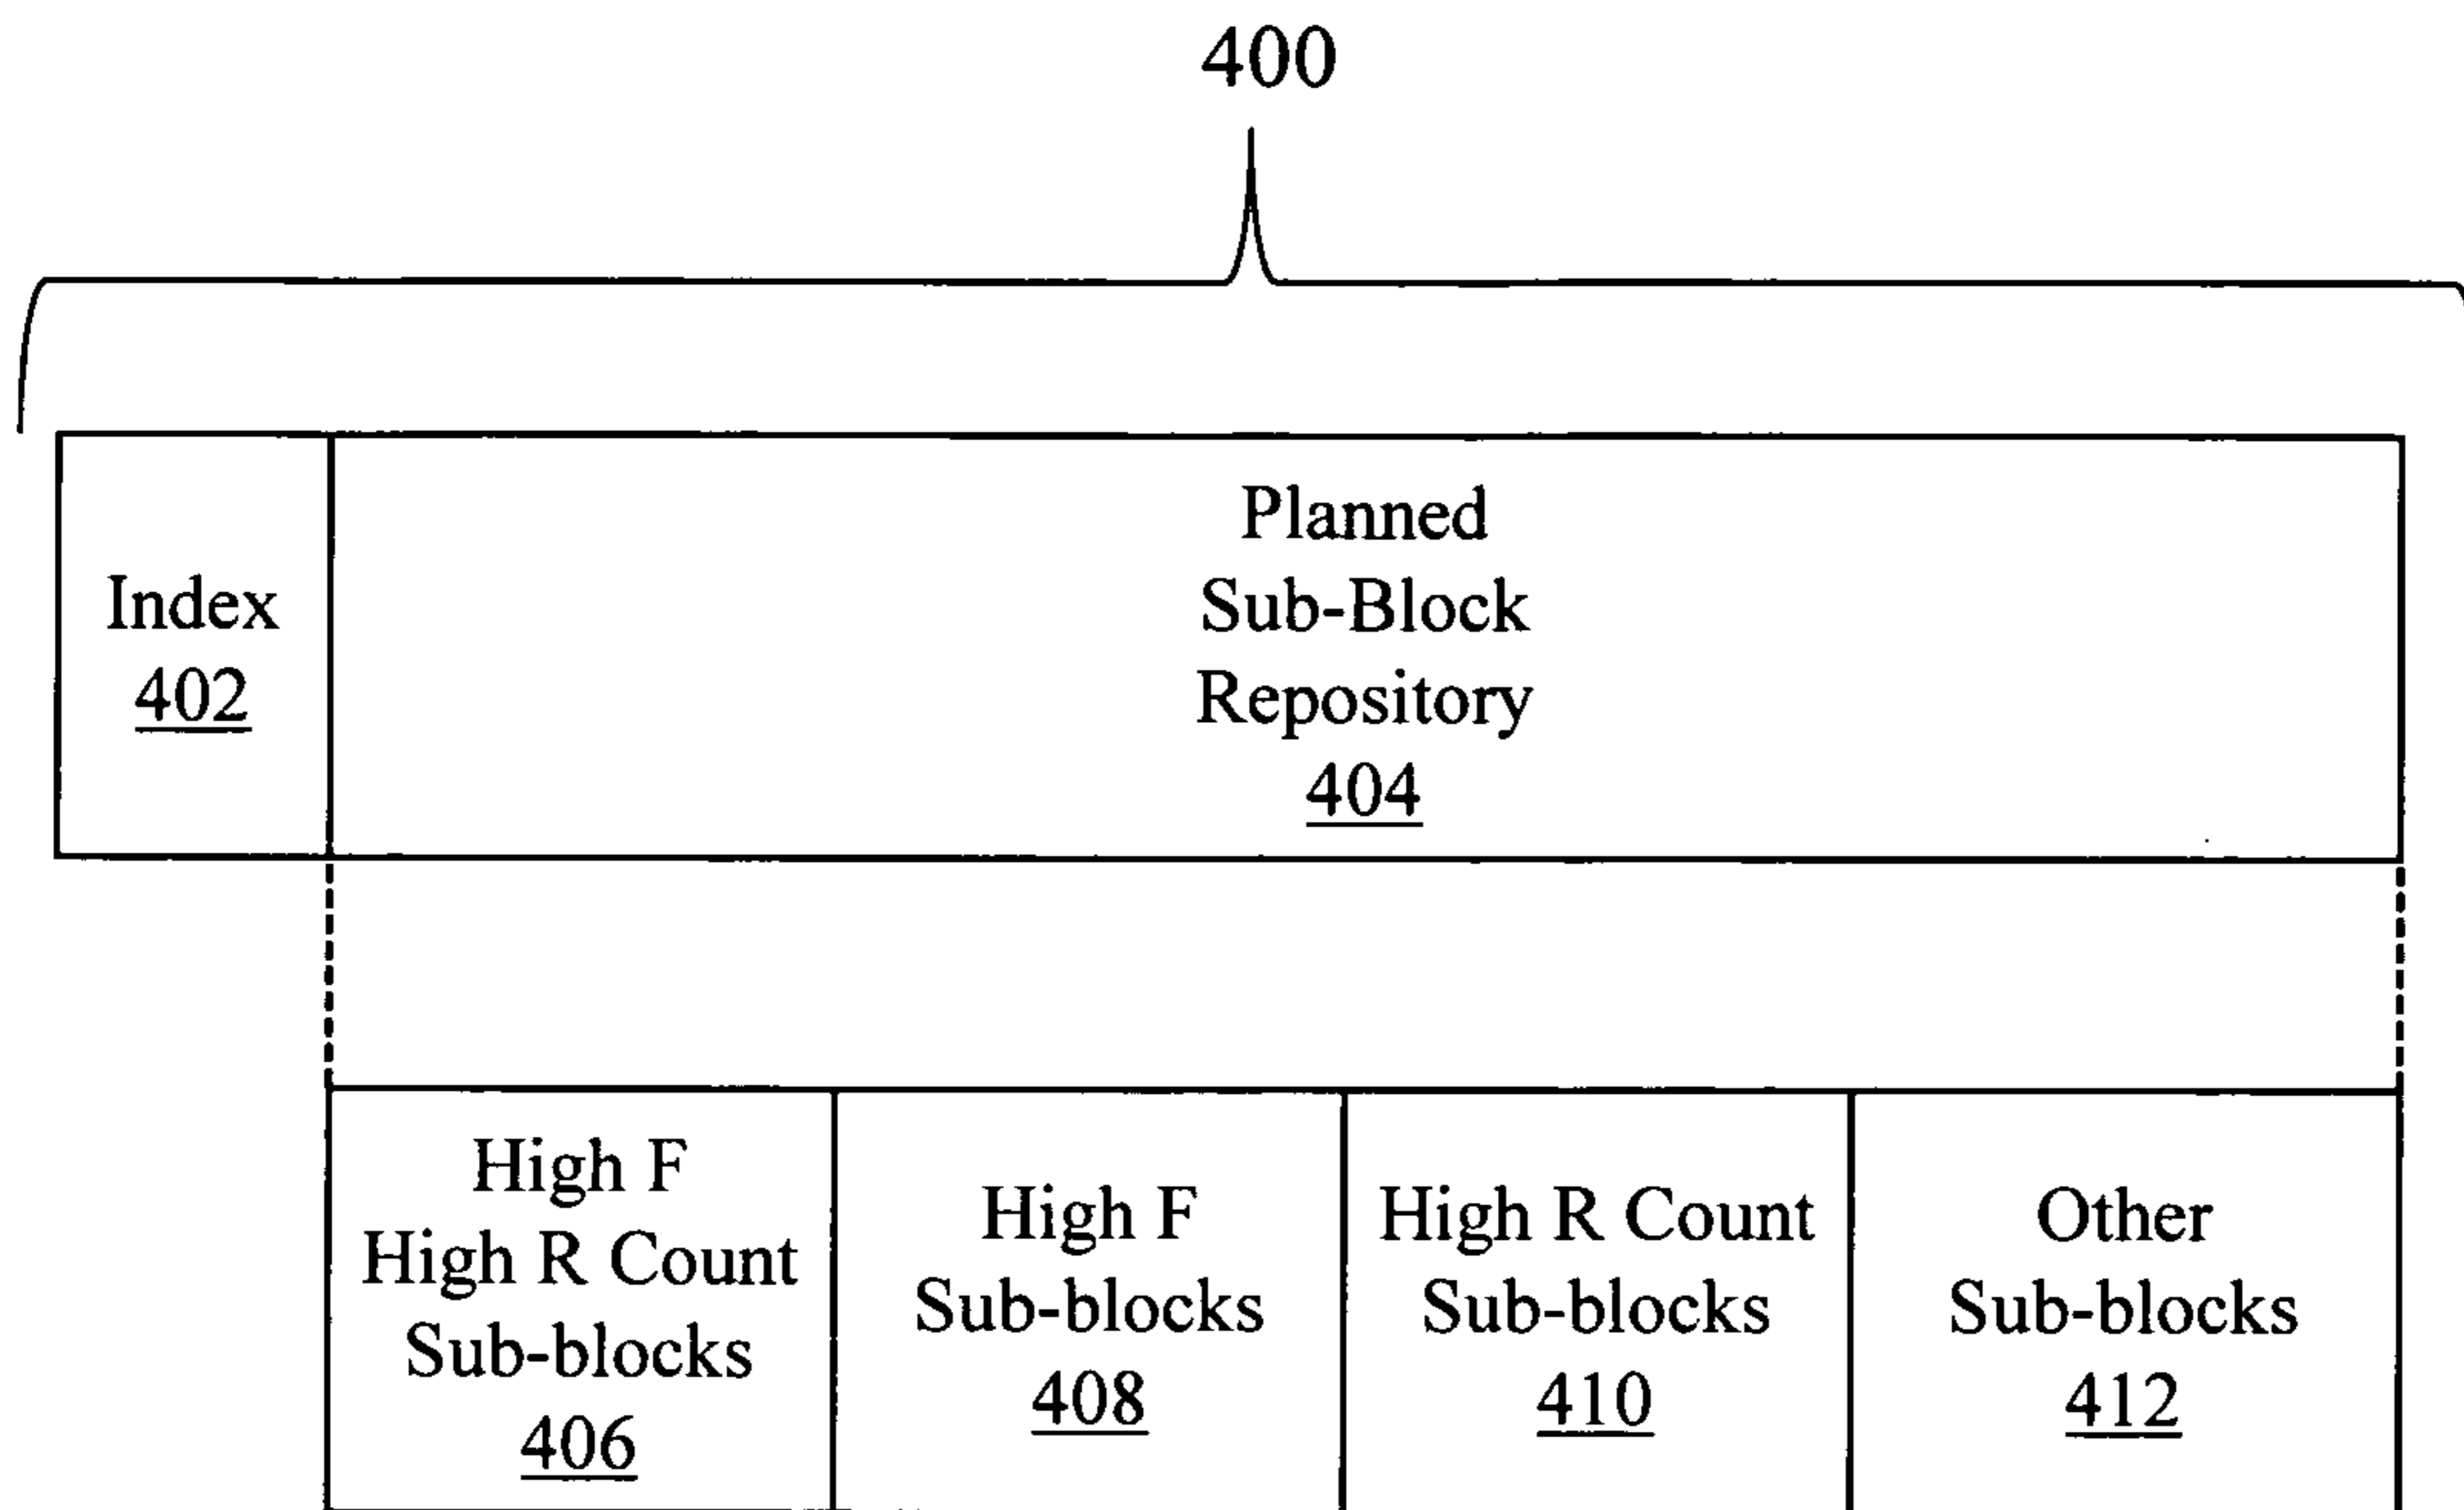 400
Index
402
Planned
Sub-Block
Repository
404
High F
High R Count
Sub-blocks
406
High F
Sub-blocks
408
High R Count
Sub-blocks
410
Other
Sub-blocks
412